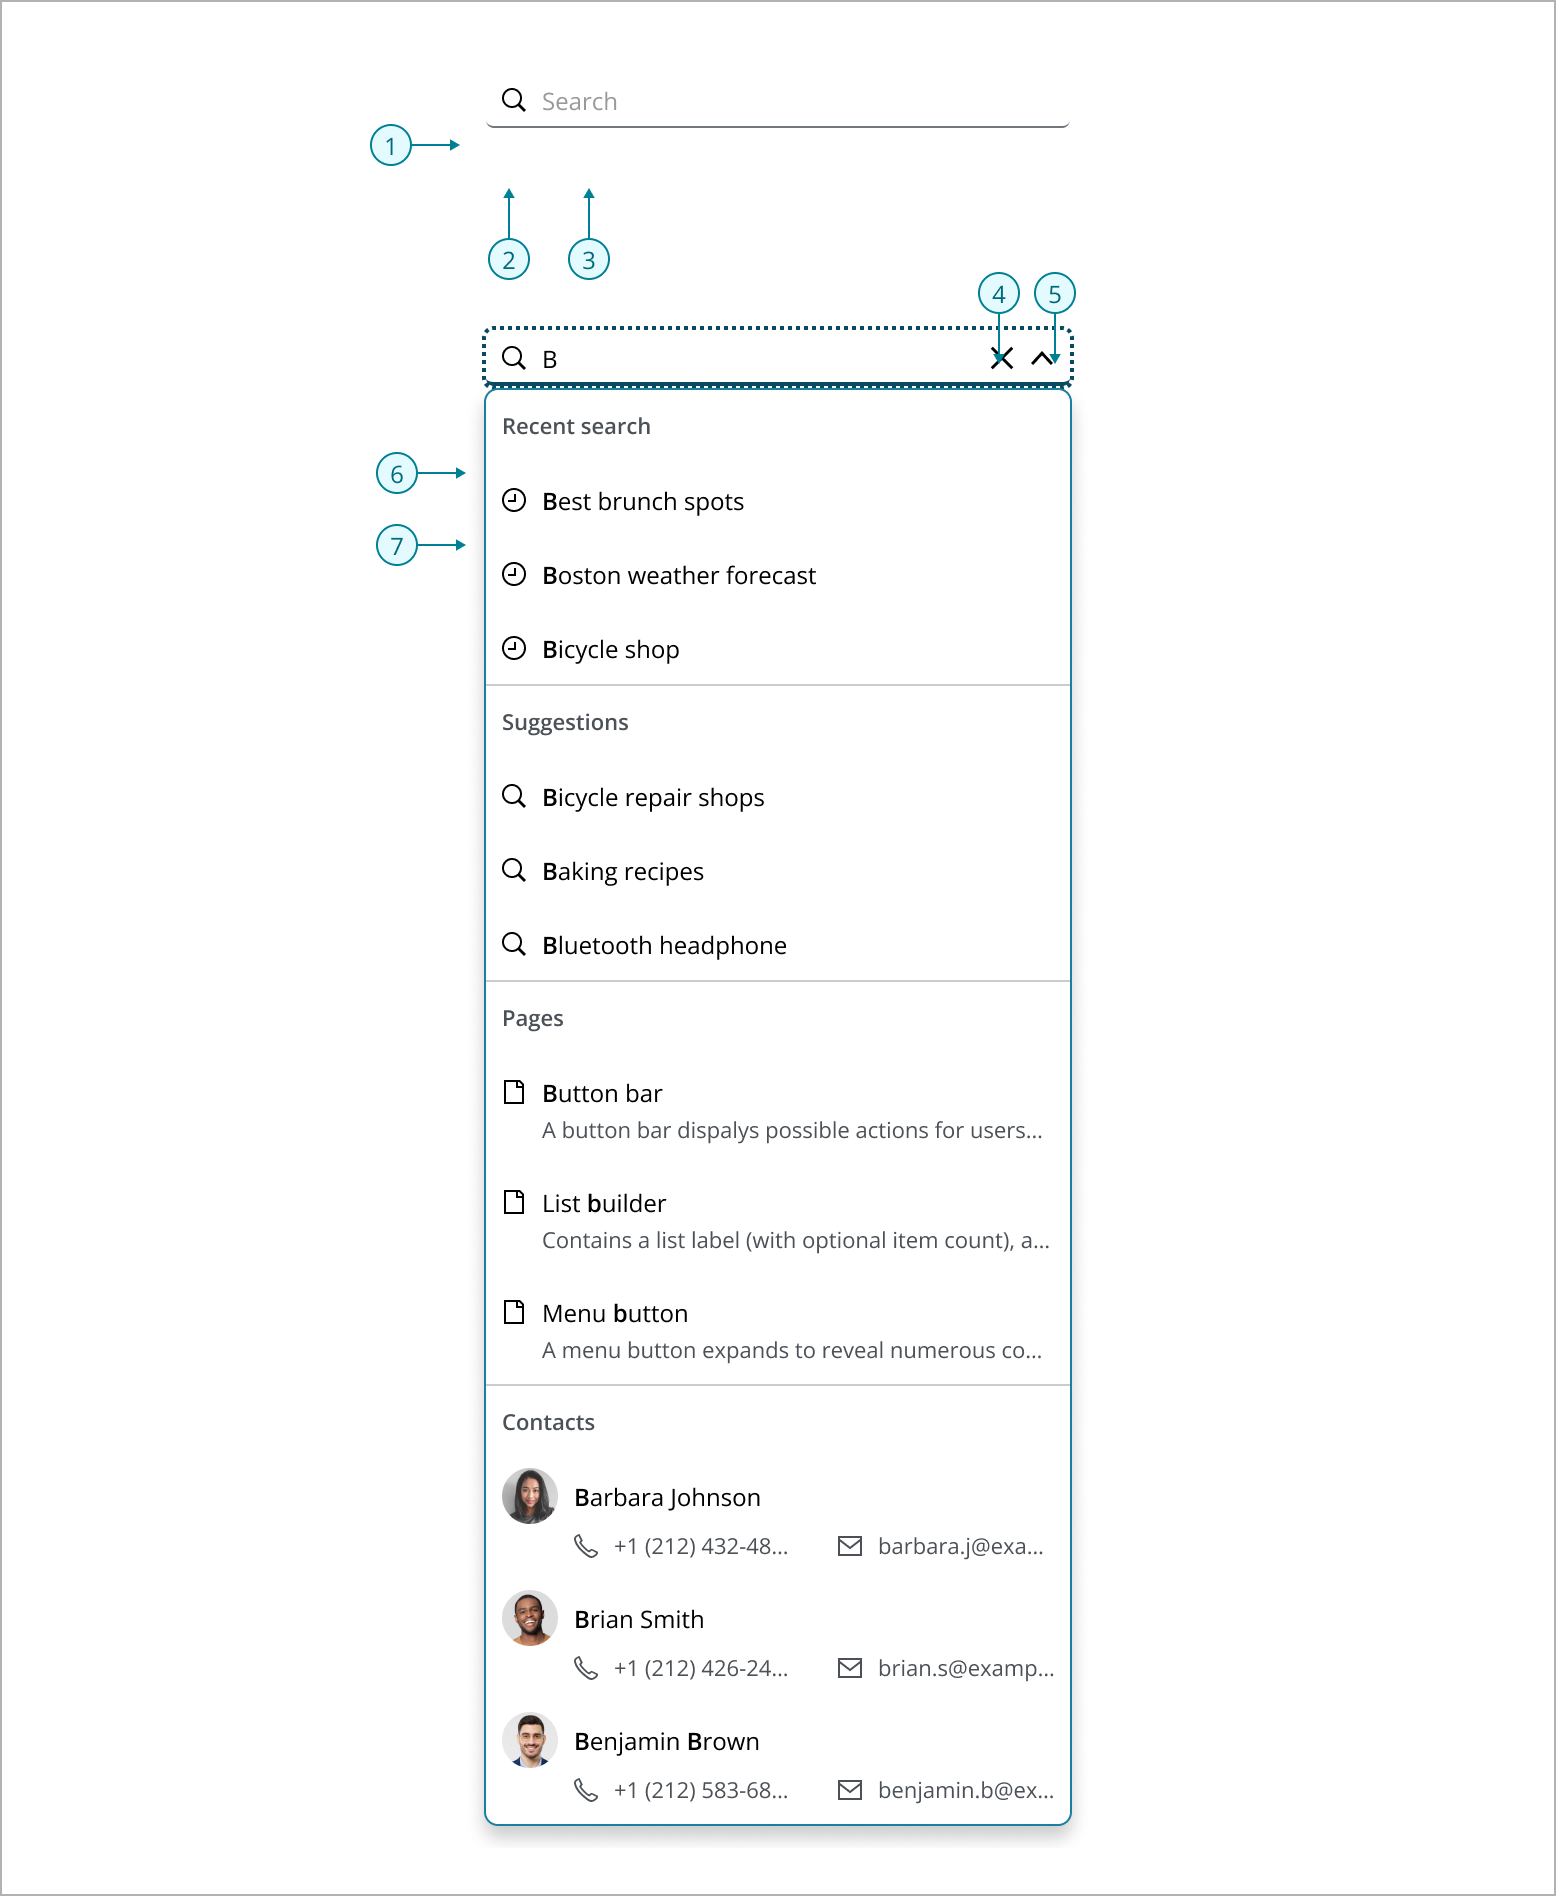 Search
1
2
3
4
5
B
Recent search
6
Best brunch spots
7
Boston weather forecast
Bicycle shop
Suggestions
Bicycle repair shops
Baking recipes
Bluetooth headphone
Pages
Button bar
A button bar dispalys possible actions for users...
List builder
Contains a list label (with optional item count), a...
Menu button
A menu button expands to reveal numerous co...
Contacts
Barbara Johnson
+1 (212) 432-48... barbara.j@exa...
Brian Smith
+1 (212) 426-24... brian.s@examp...
Benjamin Brown
+1 (212) 583-68... benjamin.b@ex...